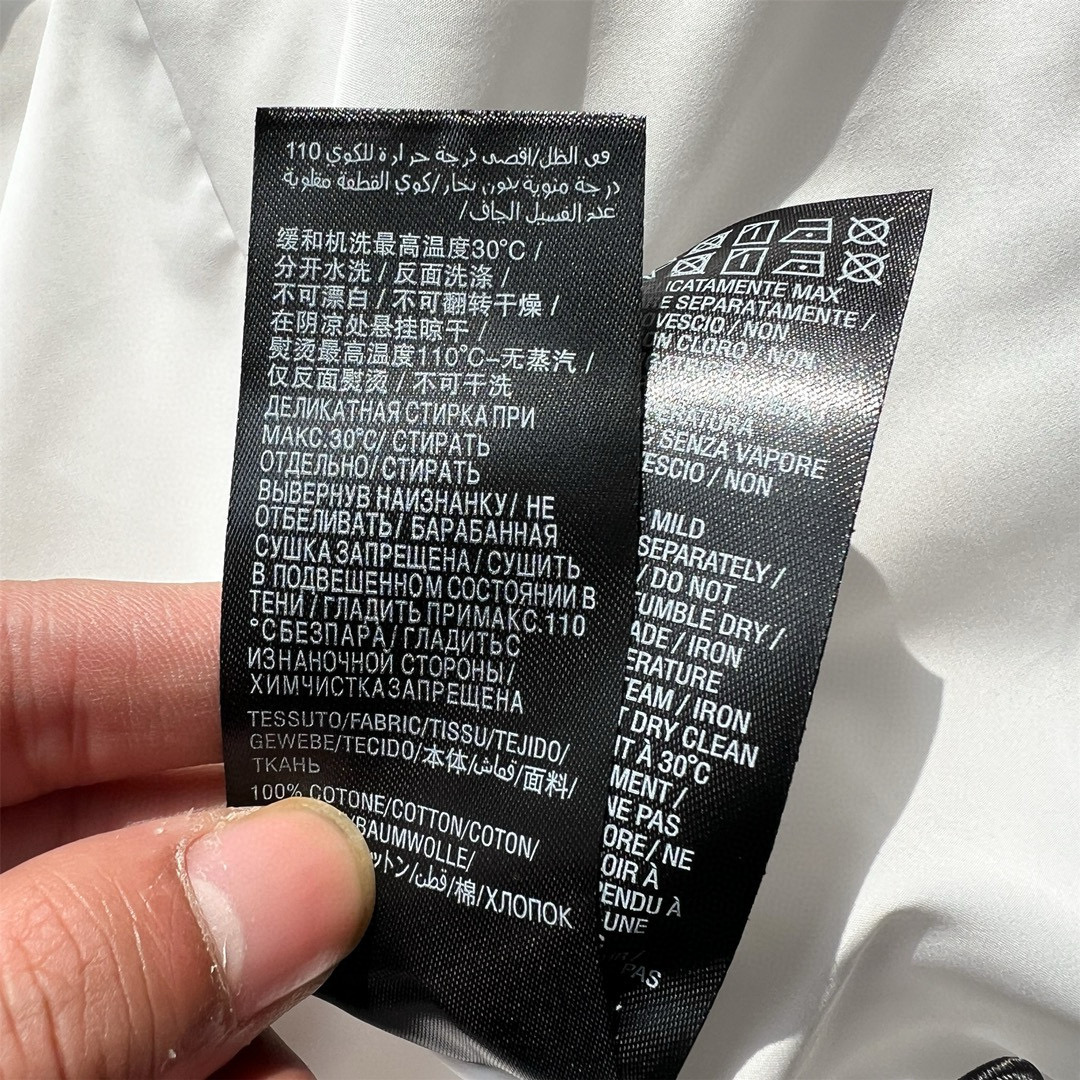 في الظل/اقصى درجة حرارة للكوي 110
درجة مئوية بدون بخار/كوي القطعة مقلوبة
الجاف/
缓和机洗最高温度30°C /
分开水洗 / 反面洗涤 /
不可漂白 / 不可翻转干燥 /
在阴凉处悬挂晾干 /
熨烫最高温度110°C-无蒸汽 /
仅反面熨烫 / 不可干洗
ДЕЛИКАТНАЯ СТИРКА ПРИ
МАКС.30°C/ СТИРАТЬ
ОТДЕЛЬНО/ СТИРАТЬ
ВЫВЕРНУВ НАИЗНАНКУ/ НЕ
ОТБЕЛИВАТЬ/ БАРАБАННАЯ
СУШКА ЗАПРЕЩЕНА/ СУШИТЬ
В ПОДВЕШЕННОМ СОСТОЯНИИ В
ТЕНИ / ГЛАДИТЬ ПРИМАКС.110
°С БЕЗПАРА/ ГЛАДИТЬ С
ИЗНАНОЧНОЙ СТОРОНЫ/
ХИМЧИСТКА ЗАПРЕЩЕНА
TESSUTO/FABRIC/TISSU/TEJIDO/
GEWEBE/TECIDO/本体/قماش/面料/
ТКАНЬ
100% COTONE/COTTON/COTON/
/BAUMWOLLE/
ットン/قطن/棉/ХЛОПОК
ICATAMENTE MAX
E SEPARATAMENTE /
VESCIO / NON
ON CLORO / NON
ERATURA
SENZA VAPORE
ESCIO / NON
- MILD
SEPARATELY /
/ DO NOT
TUMBLE DRY /
ADE / IRON
ERATURE
TEAM / IRON
T DRY CLEAN
IT À 30°C
MENT /
NE PAS
ORE / NE
OIR À
PENDU À
UNE
PAS